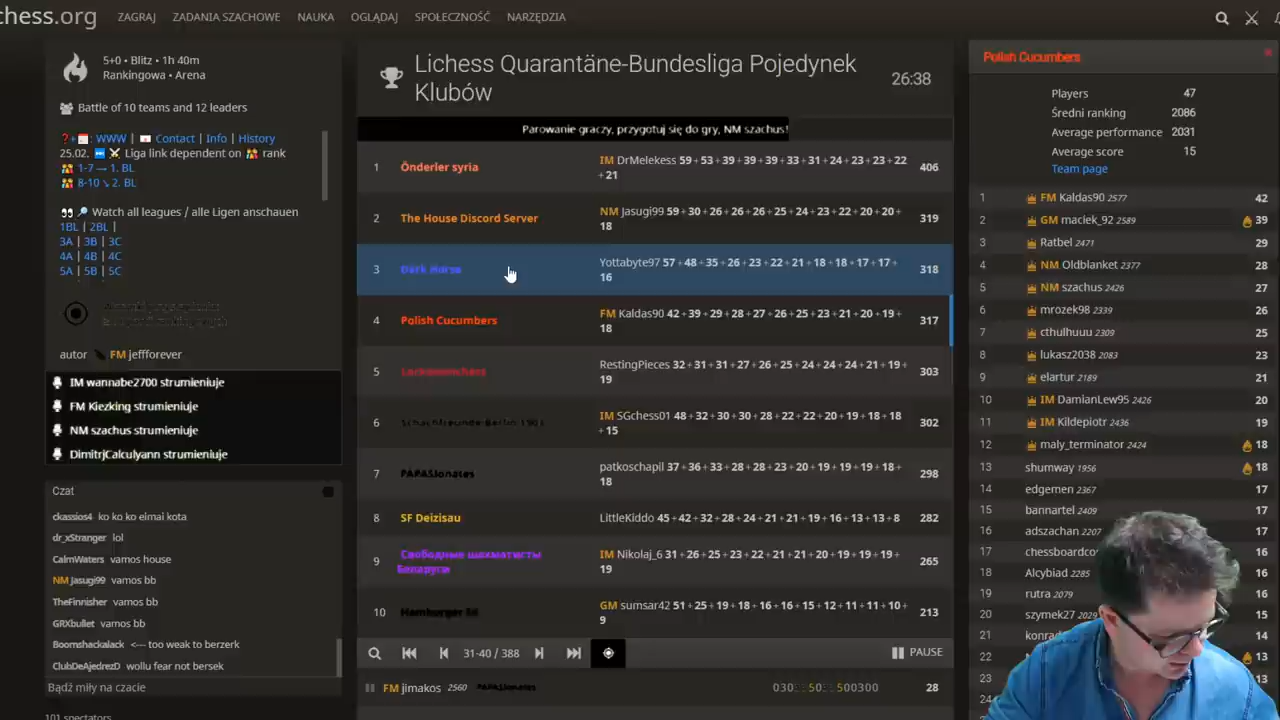 chess.org ZAGRAJ ZADANIA SZACHOWE NAUKA OGLĄDAJ SPOŁECZNOŚĆ NARZĘDZIA
5+0 • Blitz • 1h 40m
Rankingowa • Arena
Battle of 10 teams and 12 leaders
WWW | Contact | Info | History
25.02. Liga link dependent on rank
1-7 → 1. BL
8-10 ↘ 2. BL
Watch all leagues / alle Ligen anschauen
1BL | 2BL |
3A | 3B | 3C
4A | 4B | 4C
5A | 5B | 5C
autor FM jeffforever
IM wannabe2700 strumieniuje
FM Kiezking strumieniuje
NM szachus strumieniuje
DimitrjCalculyann strumieniuje
Czat
ckassios4 ko ko ko elmai kota
dr_xStranger lol
CalmWaters vamos house
NM Jasugi99 vamos bb
TheFinnisher vamos bb
GRXbullet vamos bb
Boomshackalack <--- too weak to berzerk
ClubDeAjedrezD wollu fear not bersek
Bądź miły na czacie
101 spectators
Lichess Quarantäne-Bundesliga Pojedynek
Klubów
26:38
Parowanie graczy, przygotuj się do gry, NM szachus!
1 Önderler syria IM DrMelekess 59+53+39+39+39+33+31+24+23+23+22
+21 406
2 The House Discord Server NM Jasugi99 59+30+26+26+26+25+24+23+22+20+20+
18 319
3 Dark Horse Yottabyte97 57+48+35+26+23+22+21+18+18+17+17+
16 318
4 Polish Cucumbers FM Kaldas90 42+39+29+28+27+26+25+23+21+20+19+
18 317
5 RestingPieces 32+31+31+27+26+25+24+24+24+21+19+
19 303
6 Schachfreunde Berlin 1903 IM SGchess01 48+32+30+30+28+22+22+20+19+18+18
+15 302
7 PAPASionates patkoschapil 37+36+33+28+28+23+20+19+19+19+18+
18 298
8 SF Deizisau LittleKiddo 45+42+32+28+24+21+21+19+16+13+13+8 282
9 Свободные шахматисты
Беларуси IM Nikolaj_6 31+26+25+23+22+21+21+20+19+19+19+
19 265
10 Hamburger SK GM sumsar42 51+25+19+18+16+16+15+12+11+11+10+
9 213
31-40 / 388 PAUSE
FM jimakos 2560 PAPASionates 28
Polish Cucumbers
Players 47
Średni ranking 2086
Average performance 2031
Average score 15
Team page
1 FM Kaldas90 2577 42
2 GM maciek_92 2589 39
3 Ratbel 2471 29
4 NM Oldblanket 2377 28
5 NM szachus 2426 27
6 mrozek98 2339 26
7 cthulhuuu 2309 25
8 lukasz2038 2083 23
9 elartur 2189 21
10 IM DamianLew95 2426 20
11 IM Kildepiotr 2436 19
12 maly_terminator 2424 18
13 shumway 1956 18
14 edgemen 2367 17
15 bannartel 2409 17
16 adszachan 2207 17
17 chessboardco 16
18 Alcybiad 2285 16
19 rutra 2079 16
20 szymek27 16
21 konrad 14
22 13
23 13
24